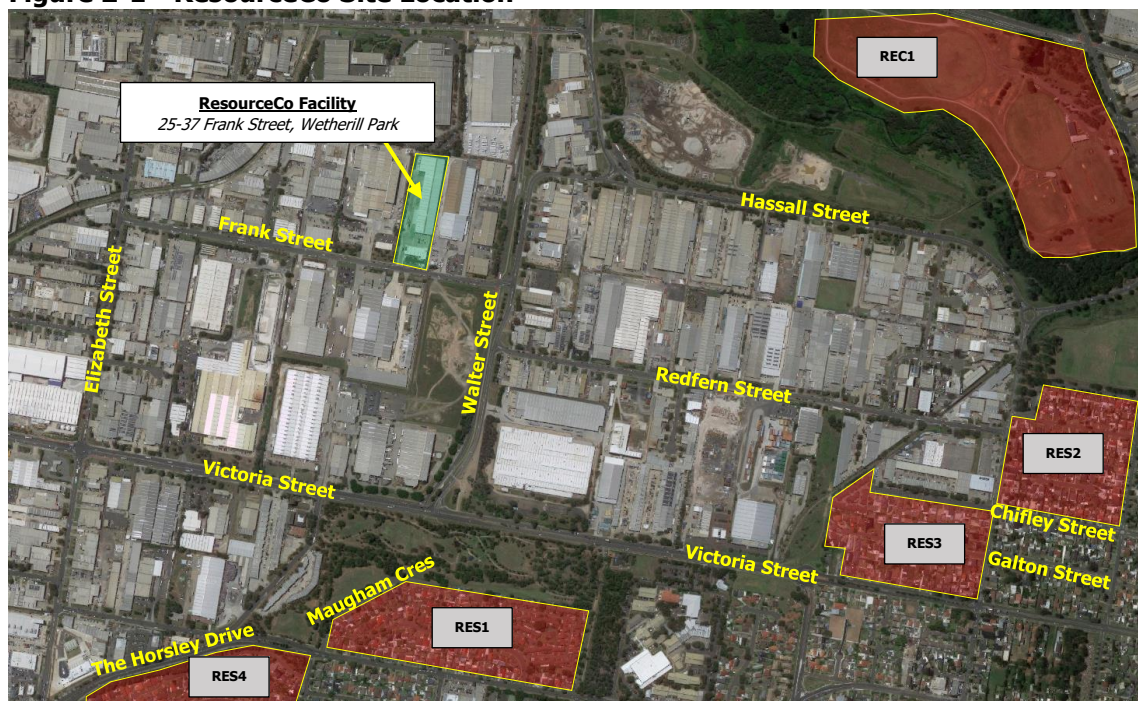 Figure 2-1 ResourceCo Site Location
REC1
ResourceCo Facility
25-37 Frank Street, Wetherill Park
Hassall Street
Frank Street
Elizabeth Street
Walter Street
Redfern Street
RES2
Victoria Street
Chifley Street
RES3
Victoria Street
Galton Street
Maugham Cres
RES1
The Horsley Drive
RES4